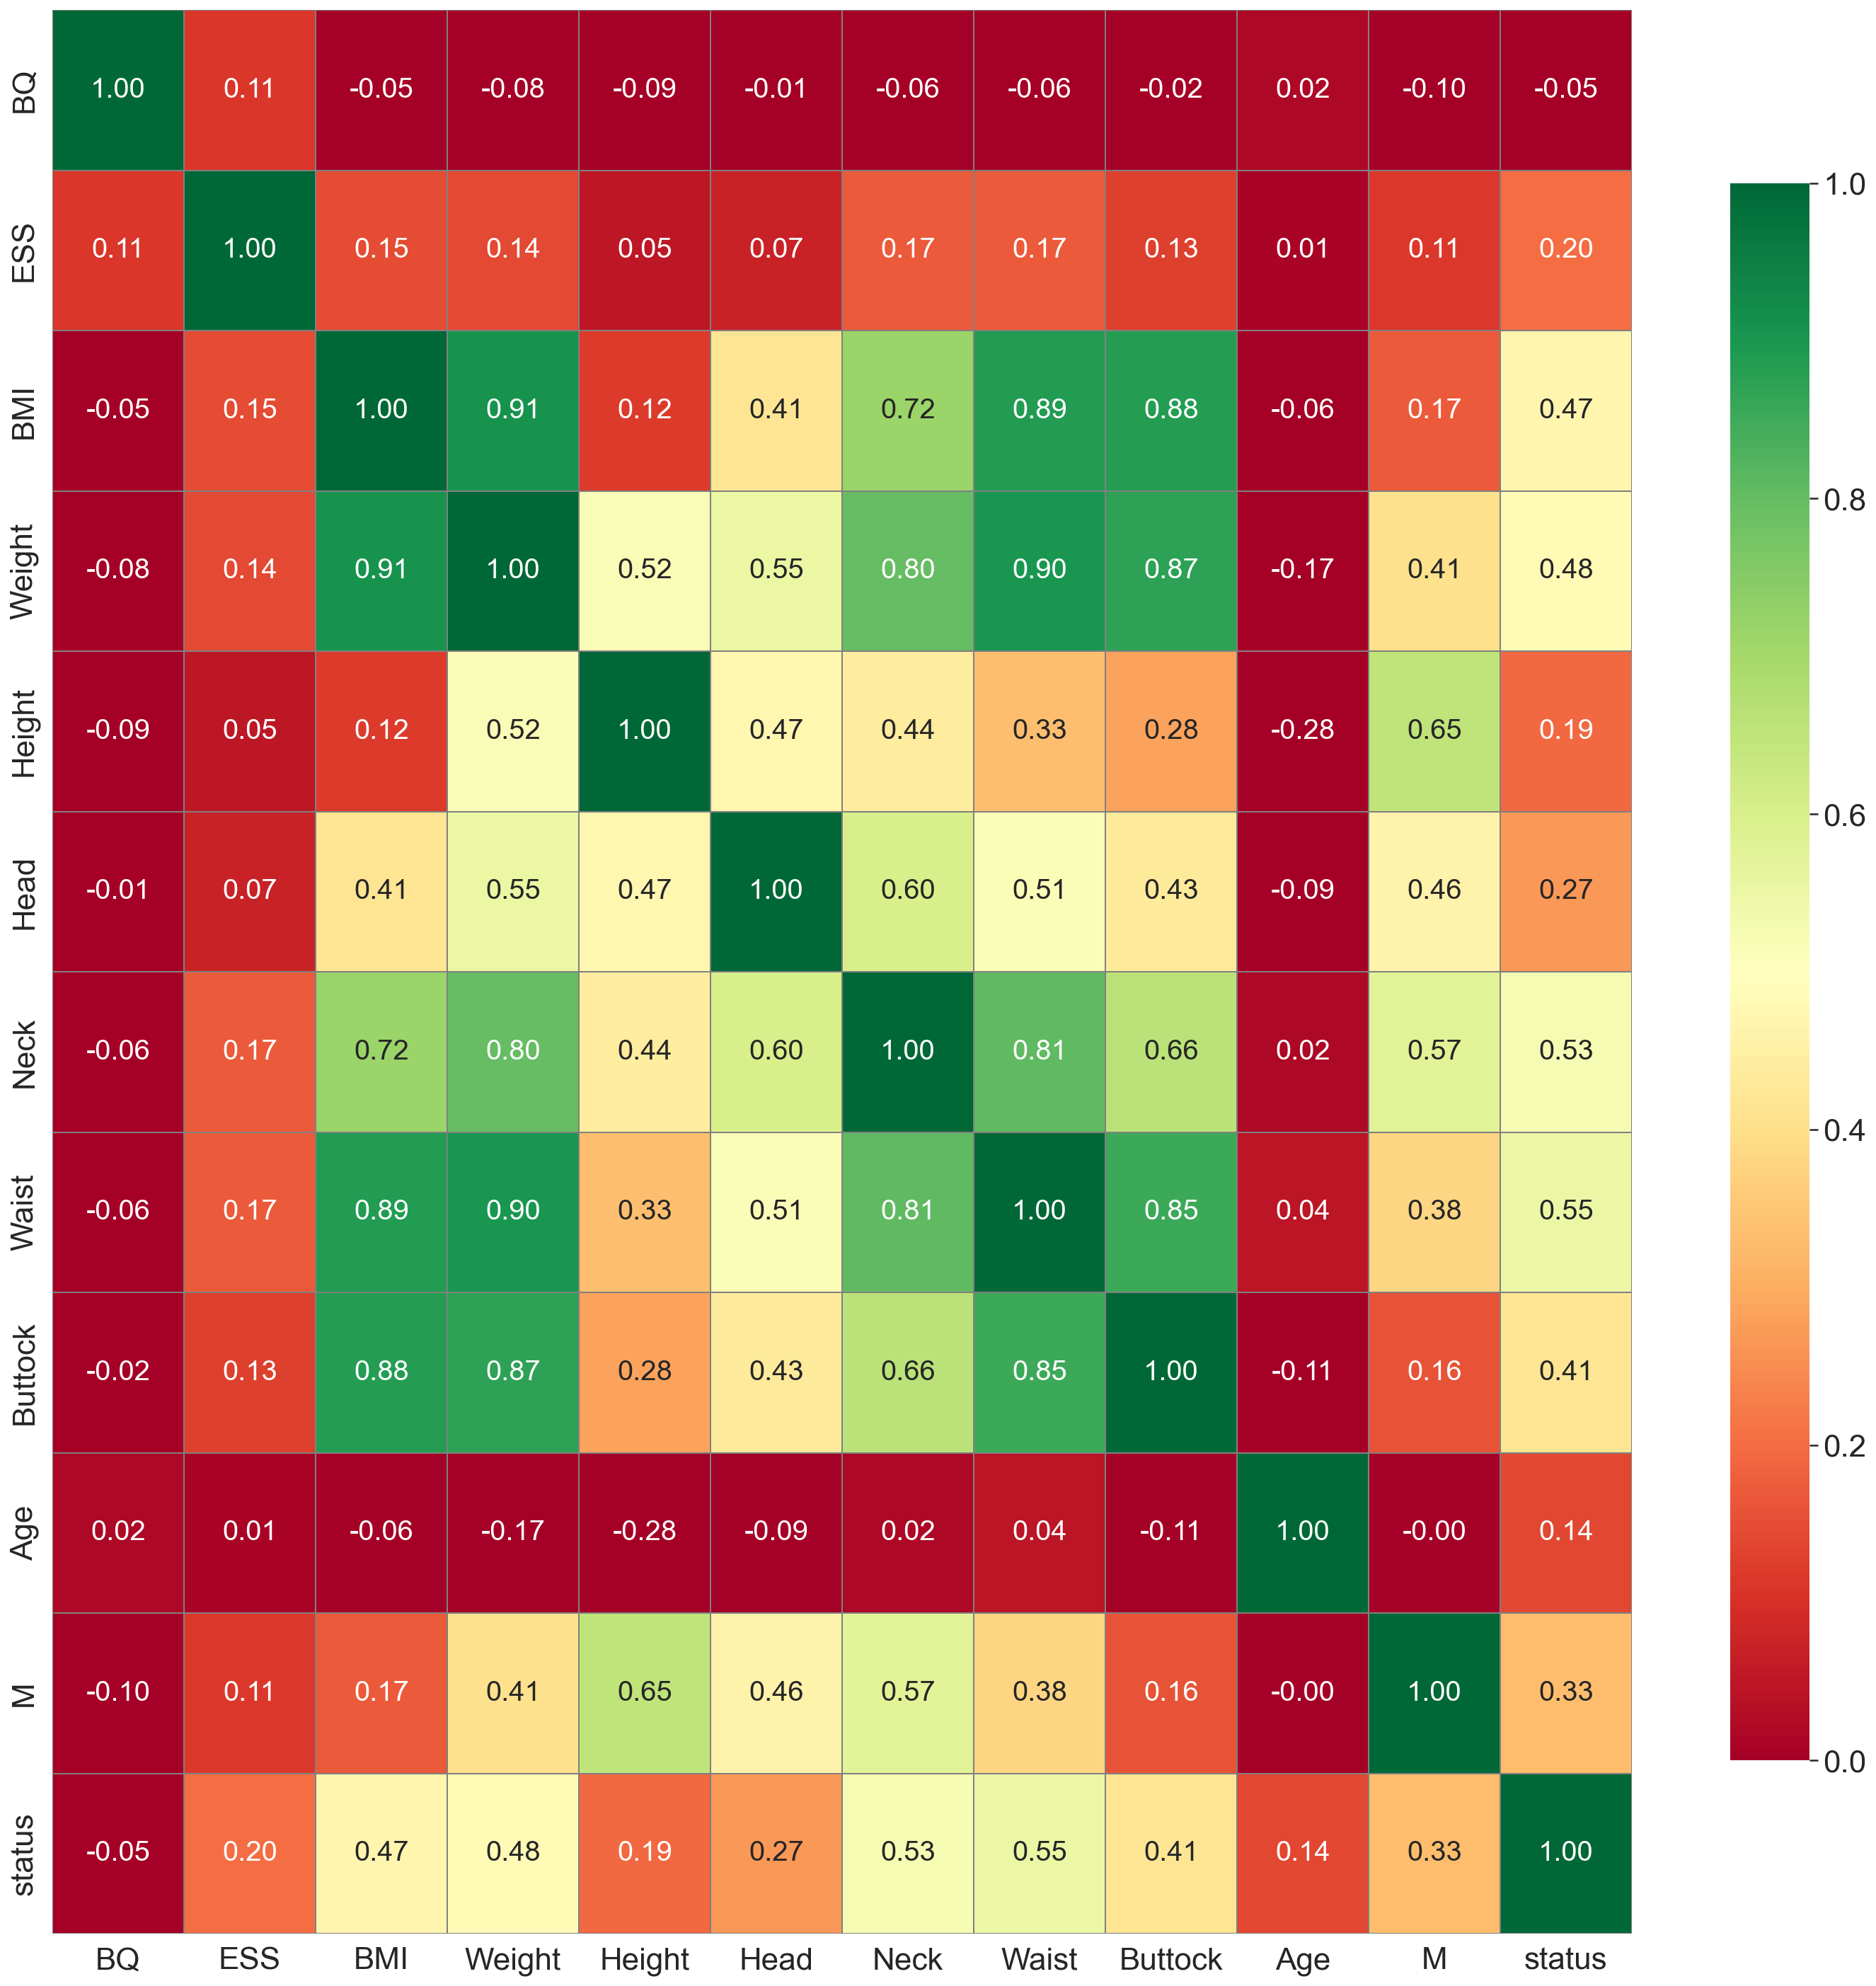 BQ 1.00 0.11 -0.05 -0.08 -0.09 -0.01 -0.06 -0.06 -0.02 0.02 -0.10 -0.05
ESS 0.11 1.00 0.15 0.14 0.05 0.07 0.17 0.17 0.13 0.01 0.11 0.20
BMI -0.05 0.15 1.00 0.91 0.12 0.41 0.72 0.89 0.88 -0.06 0.17 0.47
Weight -0.08 0.14 0.91 1.00 0.52 0.55 0.80 0.90 0.87 -0.17 0.41 0.48
Height -0.09 0.05 0.12 0.52 1.00 0.47 0.44 0.33 0.28 -0.28 0.65 0.19
Head -0.01 0.07 0.41 0.55 0.47 1.00 0.60 0.51 0.43 -0.09 0.46 0.27
Neck -0.06 0.17 0.72 0.80 0.44 0.60 1.00 0.81 0.66 0.02 0.57 0.53
Waist -0.06 0.17 0.89 0.90 0.33 0.51 0.81 1.00 0.85 0.04 0.38 0.55
Buttock -0.02 0.13 0.88 0.87 0.28 0.43 0.66 0.85 1.00 -0.11 0.16 0.41
Age 0.02 0.01 -0.06 -0.17 -0.28 -0.09 0.02 0.04 -0.11 1.00 -0.00 0.14
M -0.10 0.11 0.17 0.41 0.65 0.46 0.57 0.38 0.16 -0.00 1.00 0.33
status -0.05 0.20 0.47 0.48 0.19 0.27 0.53 0.55 0.41 0.14 0.33 1.00
BQ ESS BMI Weight Height Head Neck Waist Buttock Age M status
1.0
0.8
0.6
0.4
0.2
0.0